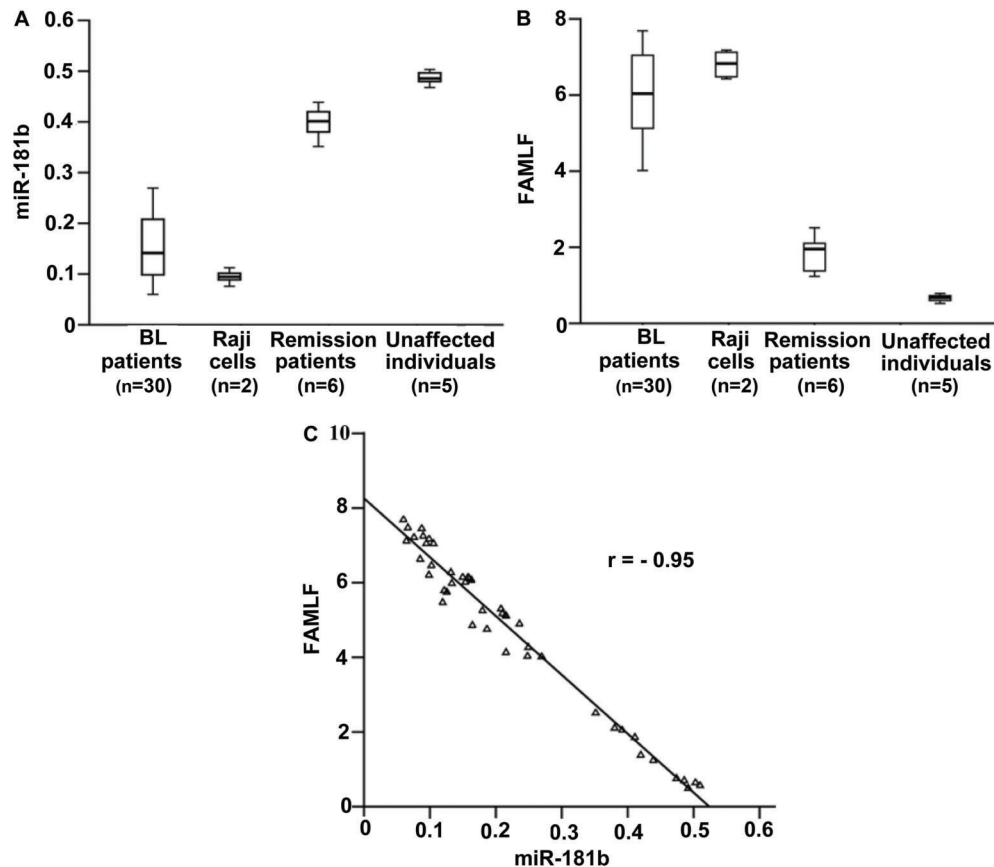 A
0.6
0.5
0.4
0.3
0.2
0.1
0
miR-181b
BL patients (n=30)
Raji cells (n=2)
Remission patients (n=6)
Unaffected individuals (n=5)
B
8
6
4
2
0
FAMLF
BL patients (n=30)
Raji cells (n=2)
Remission patients (n=6)
Unaffected individuals (n=5)
C
10
8
6
4
2
0
FAMLF
r = - 0.95
0 0.1 0.2 0.3 0.4 0.5 0.6
miR-181b